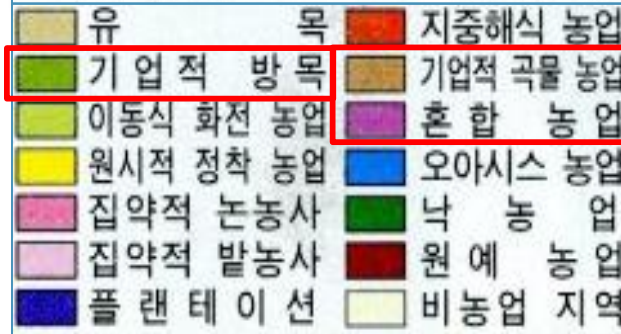 유 목
기업적 방목
이동식 화전 농업
원시적 정착 농업
집약적 논농사
집약적 밭농사
플랜테이션
지중해식 농업
기업적 곡물 농업
혼합 농업
오아시스 농업
낙 농 업
원예 농업
비농업 지역